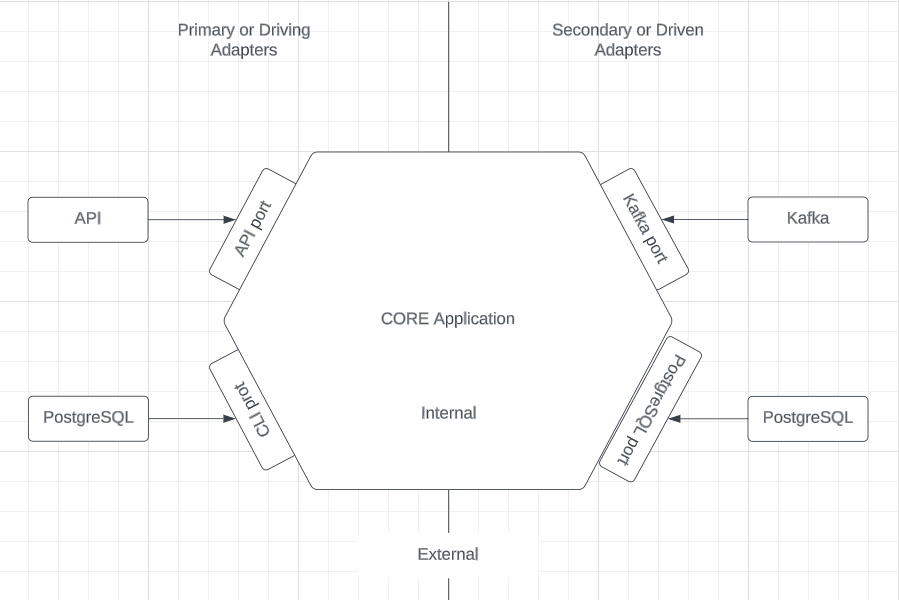 Primary or Driving
Adapters
Secondary or Driven
Adapters
API
API port
Kafka port
Kafka
CORE Application
PostgreSQL
CLI prot
Internal
PostgreSQL port
PostgreSQL
External